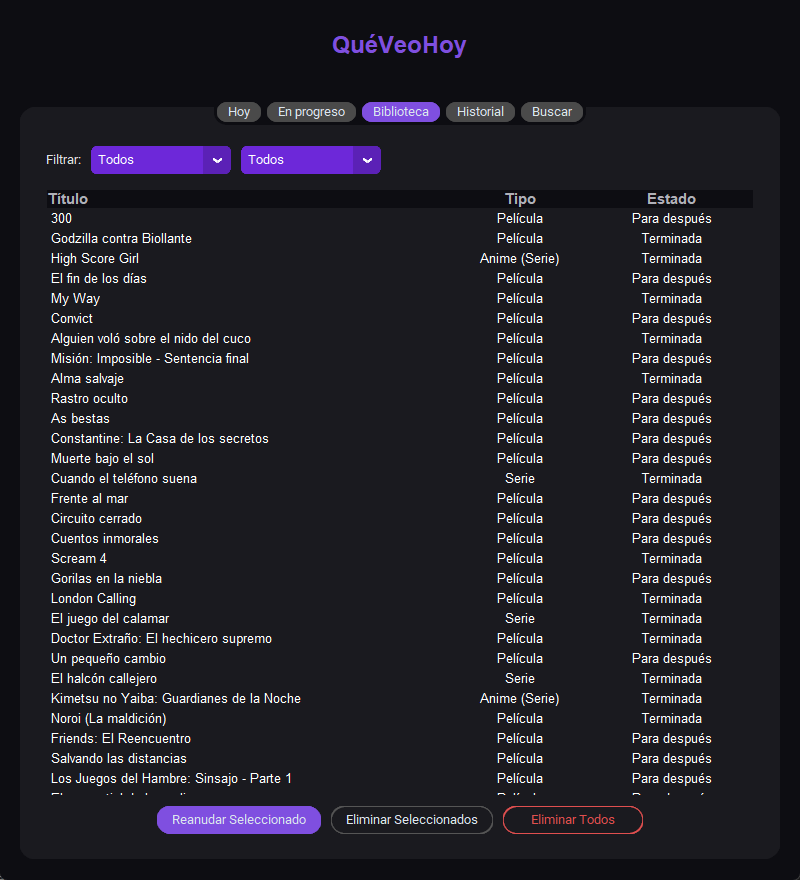 QuéVeoHoy
Hoy En progreso Biblioteca Historial Buscar
Filtrar: Todos Todos
Título Tipo Estado
300 Película Para después
Godzilla contra Biollante Película Terminada
High Score Girl Anime (Serie) Terminada
El fin de los días Película Para después
My Way Película Terminada
Convict Película Para después
Alguien voló sobre el nido del cuco Película Terminada
Misión: Imposible - Sentencia final Película Para después
Alma salvaje Película Terminada
Rastro oculto Película Para después
As bestas Película Para después
Constantine: La Casa de los secretos Película Para después
Muerte bajo el sol Película Para después
Cuando el teléfono suena Serie Terminada
Frente al mar Película Para después
Circuito cerrado Película Para después
Cuentos inmorales Película Para después
Scream 4 Película Terminada
Gorilas en la niebla Película Para después
London Calling Película Terminada
El juego del calamar Serie Terminada
Doctor Extraño: El hechicero supremo Película Terminada
Un pequeño cambio Película Para después
El halcón callejero Serie Terminada
Kimetsu no Yaiba: Guardianes de la Noche Anime (Serie) Terminada
Noroi (La maldición) Película Terminada
Friends: El Reencuentro Película Para después
Salvando las distancias Película Para después
Los Juegos del Hambre: Sinsajo - Parte 1 Película Para después
Reanudar Seleccionado Eliminar Seleccionados Eliminar Todos